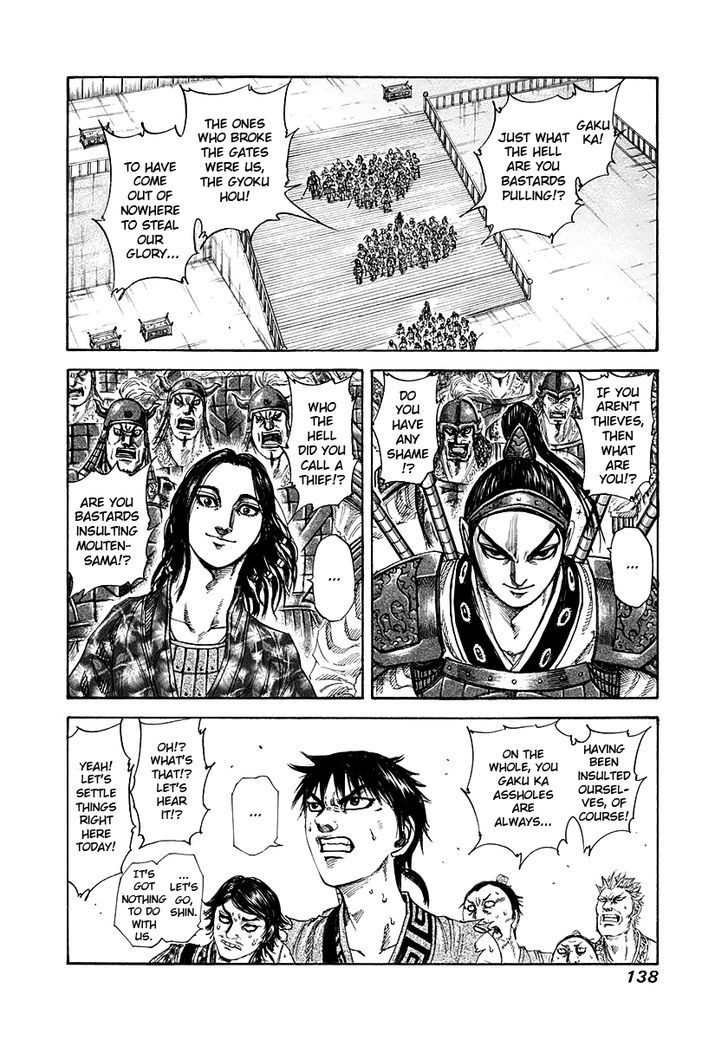 GAKU
KA!
JUST WHAT
THE HELL
ARE YOU
BASTARDS
PULLING!?
THE ONES
WHO BROKE
THE GATES
WERE US,
THE GYOKU
HOU!
TO HAVE
COME
OUT OF
NOWHERE
TO STEAL
OUR
GLORY...
IF YOU
AREN'T
THIEVES,
THEN
WHAT
ARE
YOU!?
DO
YOU
HAVE
ANY
SHAME
!?
...
WHO
THE
HELL
DID YOU
CALL A
THIEF!?
ARE YOU
BASTARDS
INSULTING
MOUTEN-
SAMA!?
...
HAVING
BEEN
INSULTED
OURSEL-
VES, OF
COURSE!
ON THE
WHOLE, YOU
GAKU KA
ASSHOLES
ARE
ALWAYS...
...
OH!?
WHAT'S
THAT!?
LET'S
HEAR
IT!?
YEAH!
LET'S
SETTLE
THINGS
RIGHT
HERE
TODAY!
...
LET'S
GO,
SHIN.
IT'S
GOT
NOTHING
TO DO
WITH
US.
138